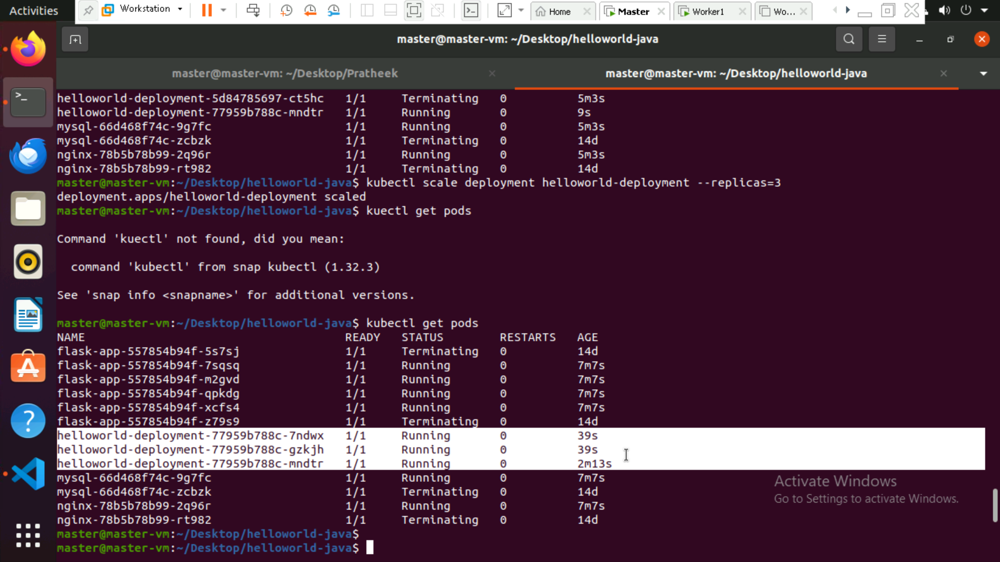 Activities
Workstation
Home
Master
Worker1
Wo...
master@master-vm: ~/Desktop/helloworld-java
master@master-vm: ~/Desktop/Pratheek
master@master-vm: ~/Desktop/helloworld-java
helloworld-deployment-5d84785697-ct5hc 1/1 Terminating 0 5m3s
helloworld-deployment-77959b788c-mndtr 1/1 Running 0 9s
mysql-66d468f74c-9g7fc 1/1 Running 0 5m3s
mysql-66d468f74c-zcbzk 1/1 Terminating 0 14d
nginx-78b5b78b99-2q96r 1/1 Running 0 5m3s
nginx-78b5b78b99-rt982 1/1 Terminating 0 14d
master@master-vm:~/Desktop/helloworld-java$ kubectl scale deployment helloworld-deployment --replicas=3
deployment.apps/helloworld-deployment scaled
master@master-vm:~/Desktop/helloworld-java$ kuectl get pods
Command 'kuectl' not found, did you mean:
command 'kubectl' from snap kubectl (1.32.3)
See 'snap info <snapname>' for additional versions.
master@master-vm:~/Desktop/helloworld-java$ kubectl get pods
NAME READY STATUS RESTARTS AGE
flask-app-557854b94f-5s7sj 1/1 Terminating 0 14d
flask-app-557854b94f-7sqsq 1/1 Running 0 7m7s
flask-app-557854b94f-m2gvd 1/1 Running 0 7m7s
flask-app-557854b94f-qpkdg 1/1 Running 0 7m7s
flask-app-557854b94f-xcfs4 1/1 Running 0 7m7s
flask-app-557854b94f-z79s9 1/1 Terminating 0 14d
helloworld-deployment-77959b788c-7ndwx 1/1 Running 0 39s
helloworld-deployment-77959b788c-gzkjh 1/1 Running 0 39s
helloworld-deployment-77959b788c-mndtr 1/1 Running 0 2m13s
mysql-66d468f74c-9g7fc 1/1 Running 0 7m7s
mysql-66d468f74c-zcbzk 1/1 Terminating 0 14d
nginx-78b5b78b99-2q96r 1/1 Running 0 7m7s
nginx-78b5b78b99-rt982 1/1 Terminating 0 14d
master@master-vm:~/Desktop/helloworld-java$
master@master-vm:~/Desktop/helloworld-java$
Activate Windows
Go to Settings to activate Windows.